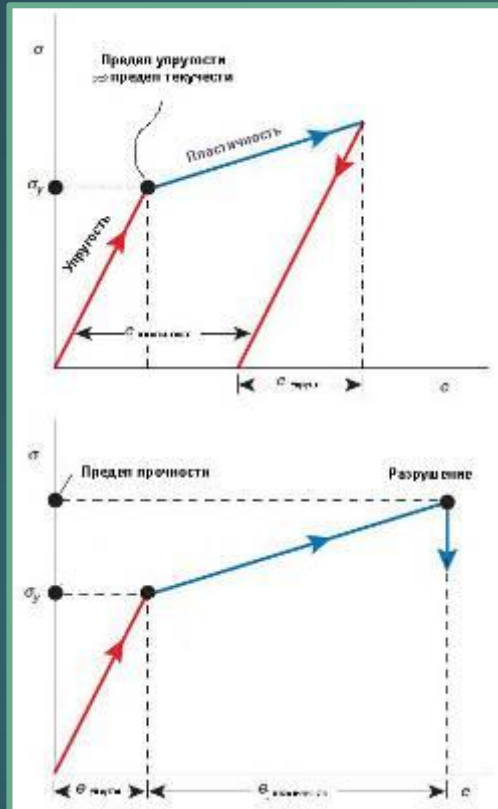 σ
Предел упругости
≈ предел текучести
Пластичность
σy
Упругость
e
e
e
σ
Предел прочности
Разрушение
σy
e
e
e